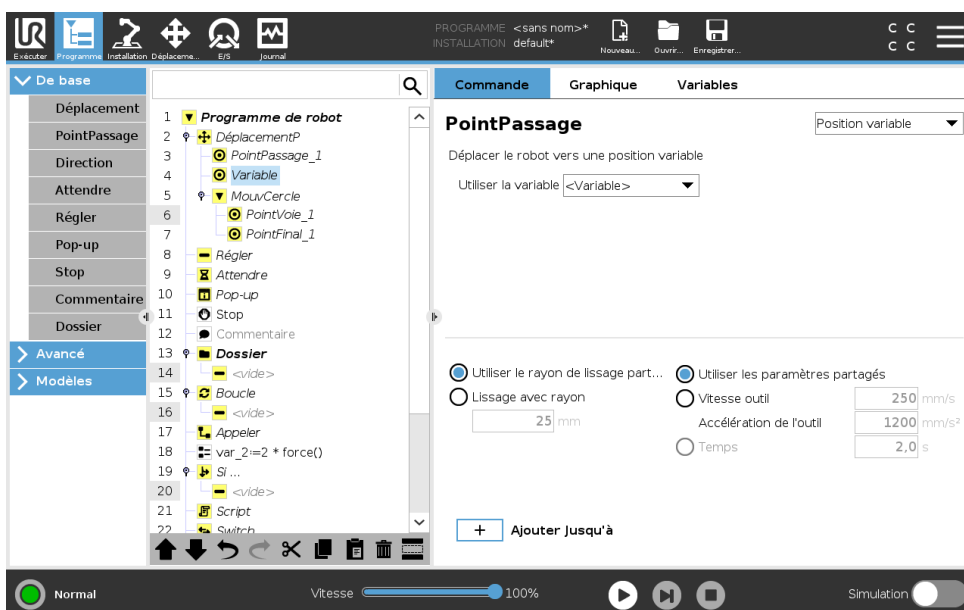 PROGRAMME <sans nom>*
INSTALLATION default*
Exécuter Programme Installation Déplaceme... E/S Journal
Nouveau... Ouvrir... Enregistrer...
C C
C C
De base
Déplacement
PointPassage
Direction
Attendre
Régler
Pop-up
Stop
Commentaire
Dossier
Avancé
Modèles
1 Programme de robot
2 DéplacementP
3 PointPassage_1
4 Variable
5 MouvCercle
6 PointVoie_1
7 PointFinal_1
8 Régler
9 Attendre
10 Pop-up
11 Stop
12 Commentaire
13 Dossier
14 <vide>
15 Boucle
16 <vide>
17 Appeler
18 var_2:=2 * force()
19 Si ...
20 <vide>
21 Script
22 Switch
Commande Graphique Variables
PointPassage
Position variable
Déplacer le robot vers une position variable
Utiliser la variable <Variable>
Utiliser le rayon de lissage part...
Lissage avec rayon
25 mm
Utiliser les paramètres partagés
Vitesse outil 250 mm/s
Accélération de l'outil 1200 mm/s²
Temps 2,0 s
+ Ajouter Jusqu'à
Normal
Vitesse 100%
Simulation